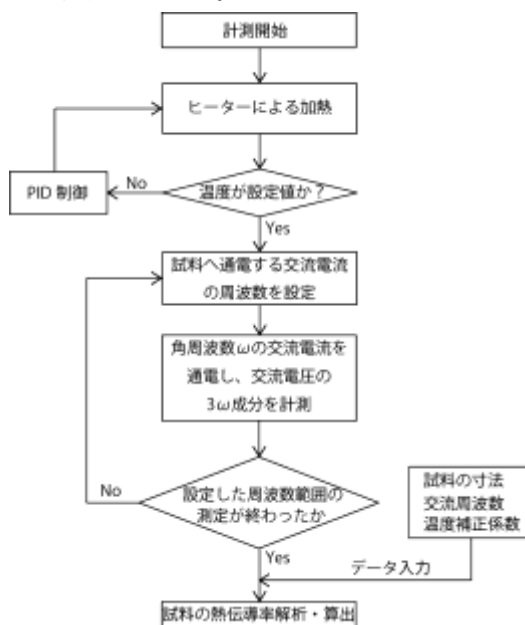 計測開始
ヒーターによる加熱
PID 制御
No
温度が設定値か？
Yes
試料へ通電する交流電流
の周波数を設定
角周波数ωの交流電流を
通電し、交流電圧の
3ω成分を計測
No
設定した周波数範囲の
測定が終わったか
試料の寸法
交流周波数
温度補正係数
Yes
データ入力
試料の熱伝導率解析・算出